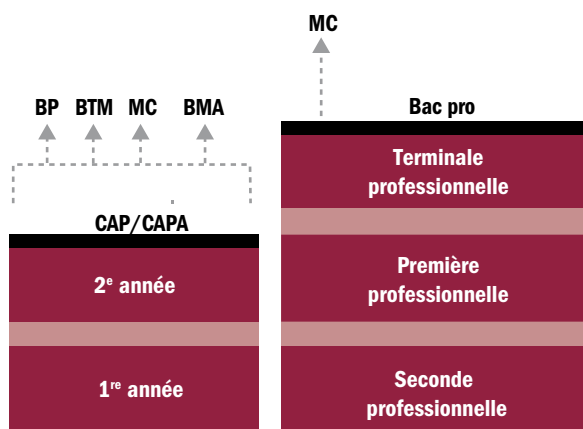 MC
BP BTM MC BMA
Bac pro
Terminale
professionnelle
CAP/CAPA
2e année
Première
professionnelle
1re année
Seconde
professionnelle